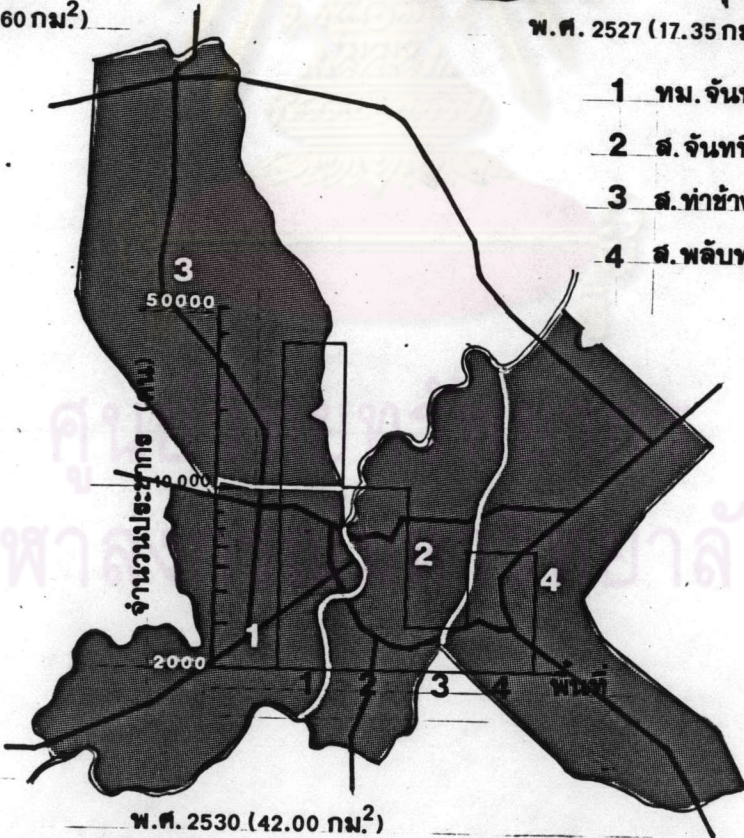 60 กม.²)
พ.ศ. 2527 (17.35 กม
1 ทม. จันท
2 ส. จันทนิ
3 ส. ท่าช้าง
4 ส. พลับพ
3
50000
จำนวนประชากร (คน)
10000
2
4
1
2000
1 2 3 4 พื้นที่
พ.ศ. 2530 (42.00 กม.²)